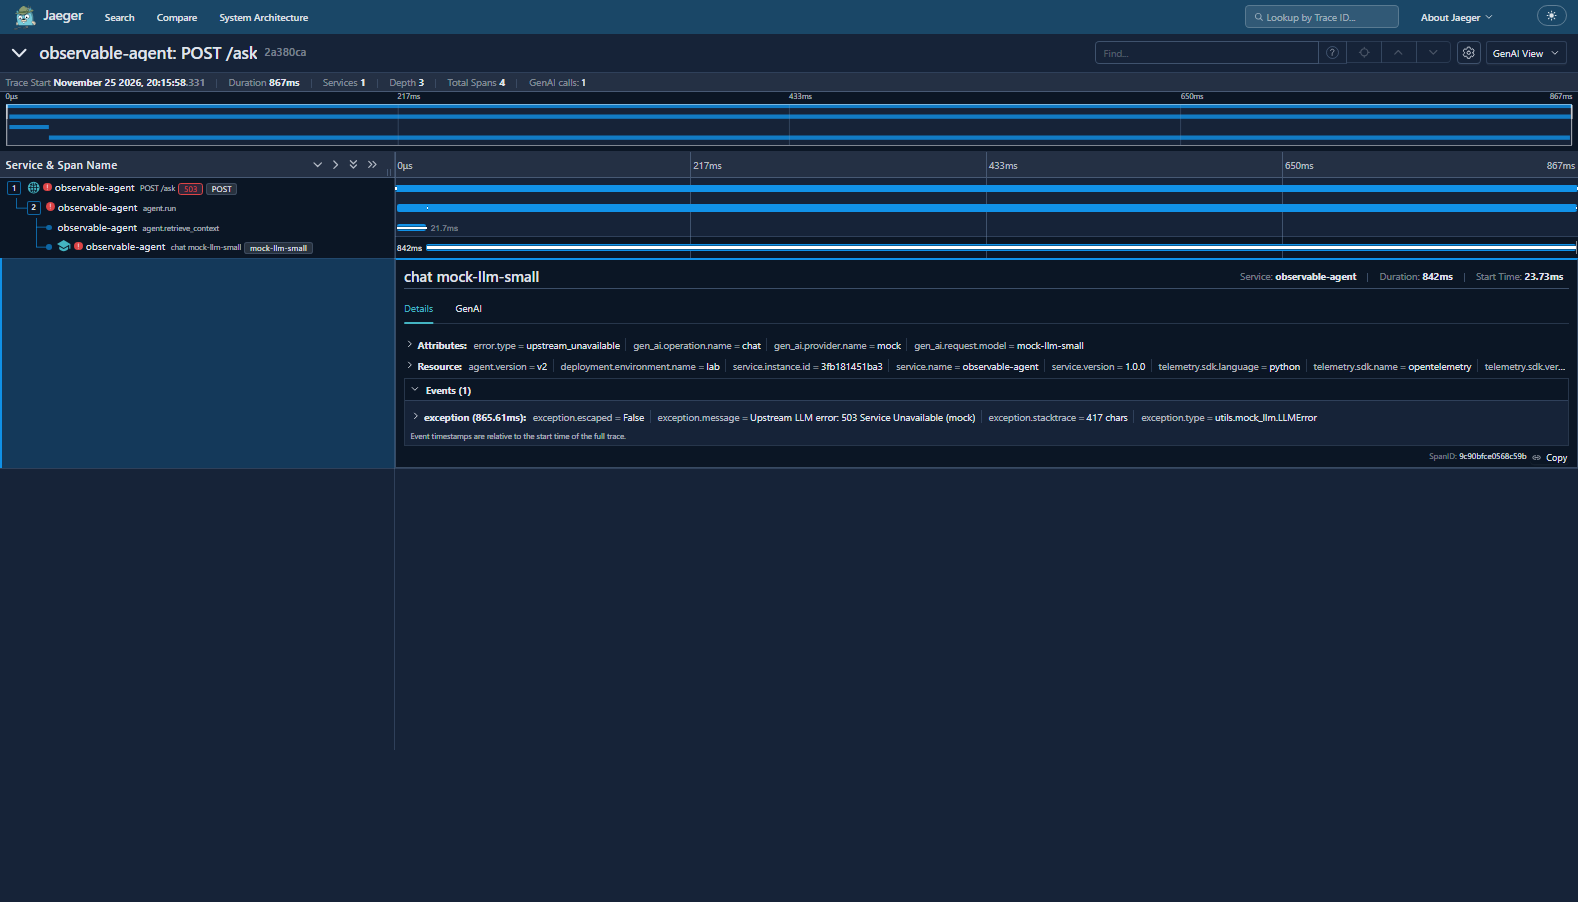 Jaeger Search Compare System Architecture Lookup by Trace ID... About Jaeger
observable-agent: POST /ask 2a380ca Find... GenAI View
Trace Start November 25 2026, 20:15:58.331 Duration 867ms Services 1 Depth 3 Total Spans 4 GenAI calls: 1
0µs 217ms 433ms 650ms 867ms
Service & Span Name 0µs 217ms 433ms 650ms 867ms
1 observable-agent POST /ask 503 POST
2 observable-agent agent.run
observable-agent agent.retrieve_context 21.7ms
observable-agent chat mock-llm-small mock-llm-small 842ms
chat mock-llm-small Service: observable-agent Duration: 842ms Start Time: 23.73ms
Details GenAI
Attributes: error.type = upstream_unavailable gen_ai.operation.name = chat gen_ai.provider.name = mock gen_ai.request.model = mock-llm-small
Resource: agent.version = v2 deployment.environment.name = lab service.instance.id = 3fb181451ba3 service.name = observable-agent service.version = 1.0.0 telemetry.sdk.language = python telemetry.sdk.name = opentelemetry telemetry.sdk.ver...
Events (1)
exception (865.61ms): exception.escaped = False exception.message = Upstream LLM error: 503 Service Unavailable (mock) exception.stacktrace = 417 chars exception.type = utils.mock_llm.LLMError
Event timestamps are relative to the start time of the full trace.
SpanID: 9c90bfce0568c59b Copy